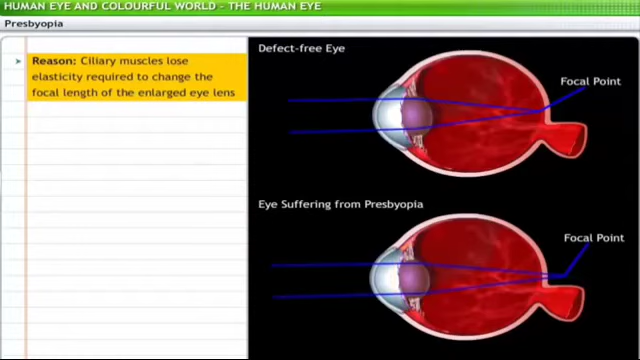 HUMAN EYE AND COLOURFUL WORLD – THE HUMAN EYE
Presbyopia
Reason: Ciliary muscles lose
elasticity required to change the
focal length of the enlarged eye lens
Defect-free Eye
Focal Point
Eye Suffering from Presbyopia
Focal Point